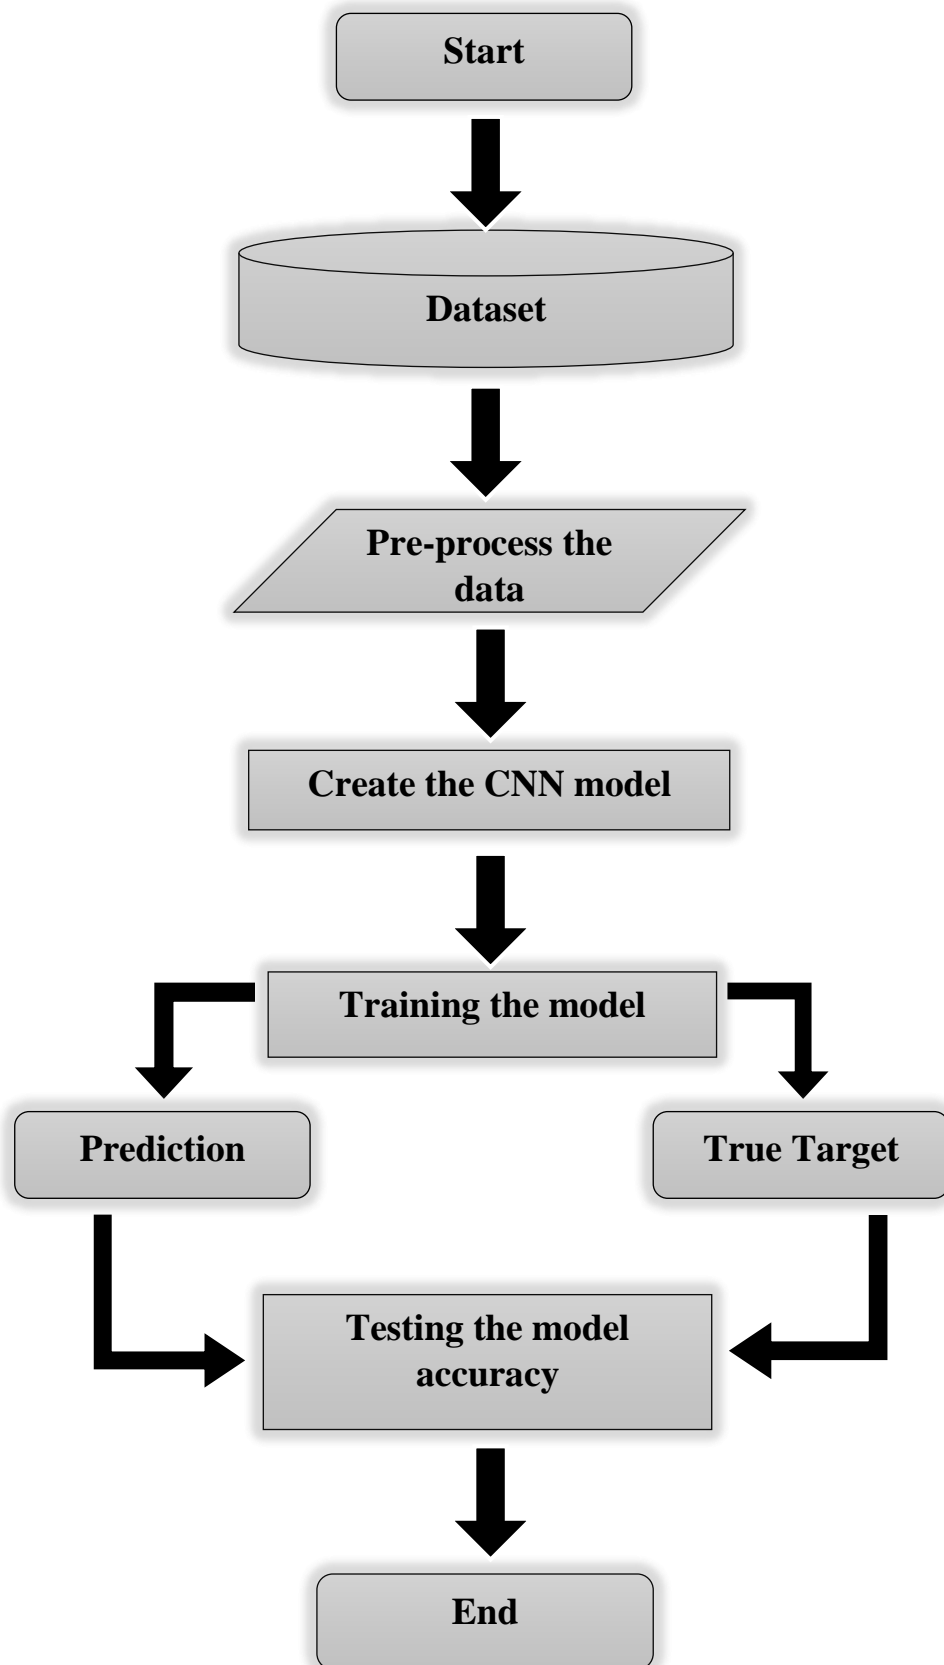 Start
Dataset
Pre-process the
data
Create the CNN model
Training the model
Prediction
True Target
Testing the model
accuracy
End